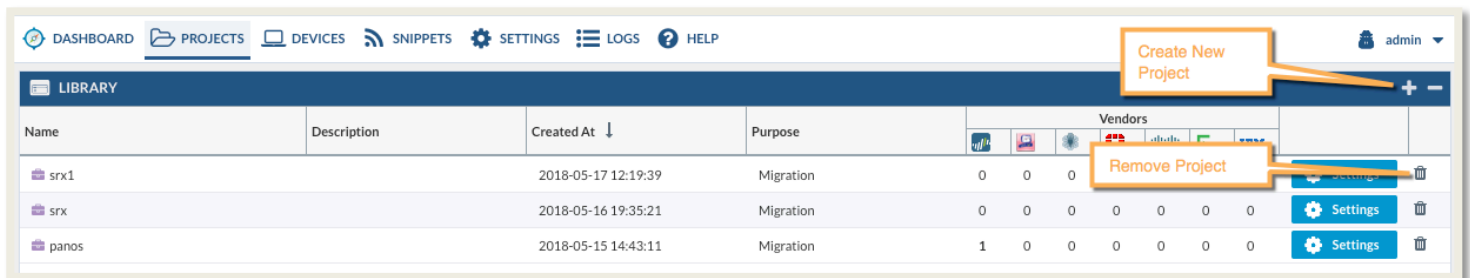 DASHBOARD PROJECTS DEVICES SNIPPETS SETTINGS LOGS HELP admin
Create New
Project
LIBRARY
Name Description Created At Purpose Vendors
Remove Project
srx1 2018-05-17 12:19:39 Migration 0 0 0 Settings
srx 2018-05-16 19:35:21 Migration 0 0 0 0 0 0 0 Settings
panos 2018-05-15 14:43:11 Migration 1 0 0 0 0 0 0 Settings